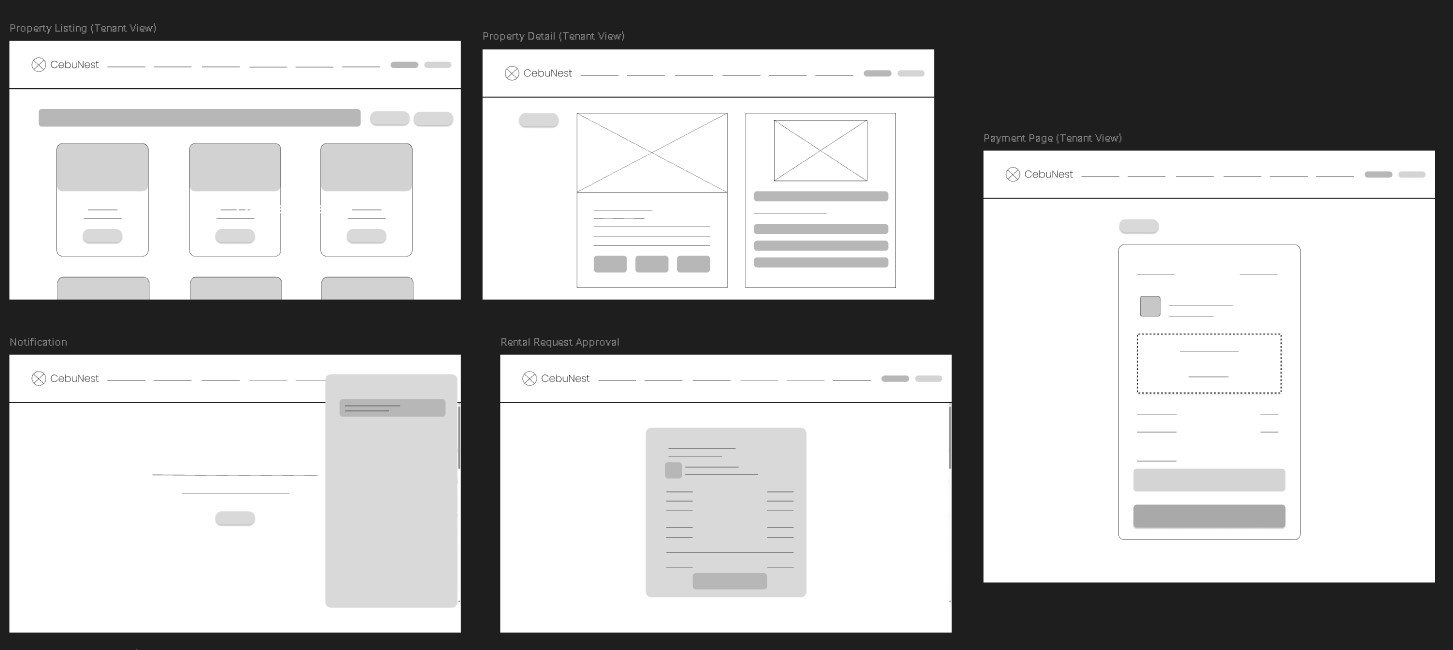 Property Listing (Tenant View)
CebuNest
Property Detail (Tenant View)
CebuNest
Payment Page (Tenant View)
CebuNest
Notification
CebuNest
Rental Request Approval
CebuNest